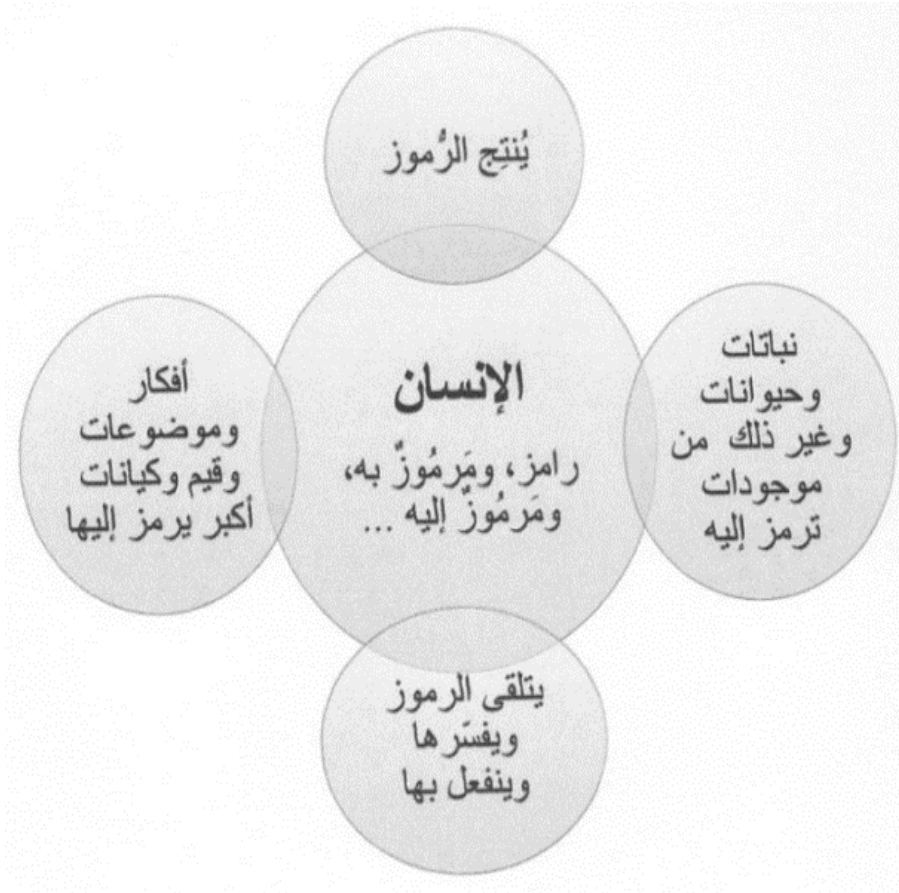 يُنتِج الرُّموز
الإنسان
رامز، ومَرمُوزٌ به،
ومَرمُوزٌ إليه ...
نباتات
وحيوانات
وغير ذلك من
موجودات
ترمز إليه
أفكار
وموضوعات
وقيم وكيانات
أكبر يرمز إليها
يتلقى الرموز
ويفسّرها
وينفعل بها